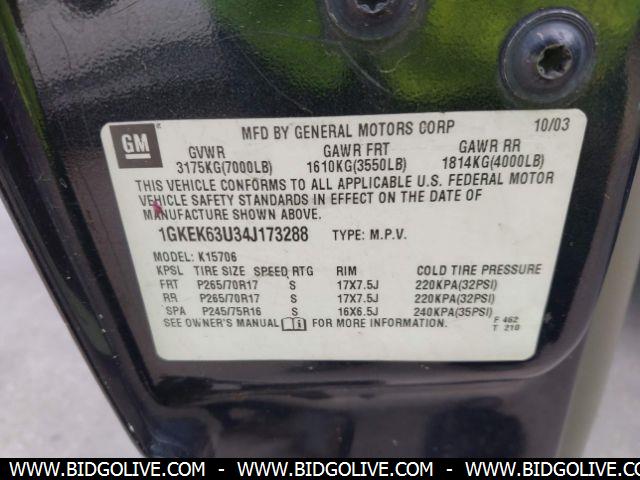 GM
MFD BY GENERAL MOTORS CORP 10/03
GVWR GAWR FRT GAWR RR
3175KG(7000LB) 1610KG(3550LB) 1814KG(4000LB)
THIS VEHICLE CONFORMS TO ALL APPLICABLE U.S. FEDERAL MOTOR
VEHICLE SAFETY STANDARDS IN EFFECT ON THE DATE OF
MANUFACTURE SHOWN ABOVE.
1GKEK63U34J173288 TYPE: M.P.V.
MODEL: K15706
KPSL TIRE SIZE SPEED RTG RIM COLD TIRE PRESSURE
FRT P265/70R17 S 17X7.5J 220KPA(32PSI)
RR P265/70R17 S 17X7.5J 220KPA(32PSI)
SPA P245/75R16 S 16X6.5J 240KPA(35PSI)
SEE OWNER'S MANUAL FOR MORE INFORMATION.
F 462
T 210
WWW.BIDGOLIVE.COM - WWW.BIDGOLIVE.COM - WWW.BIDGOLIVE.COM